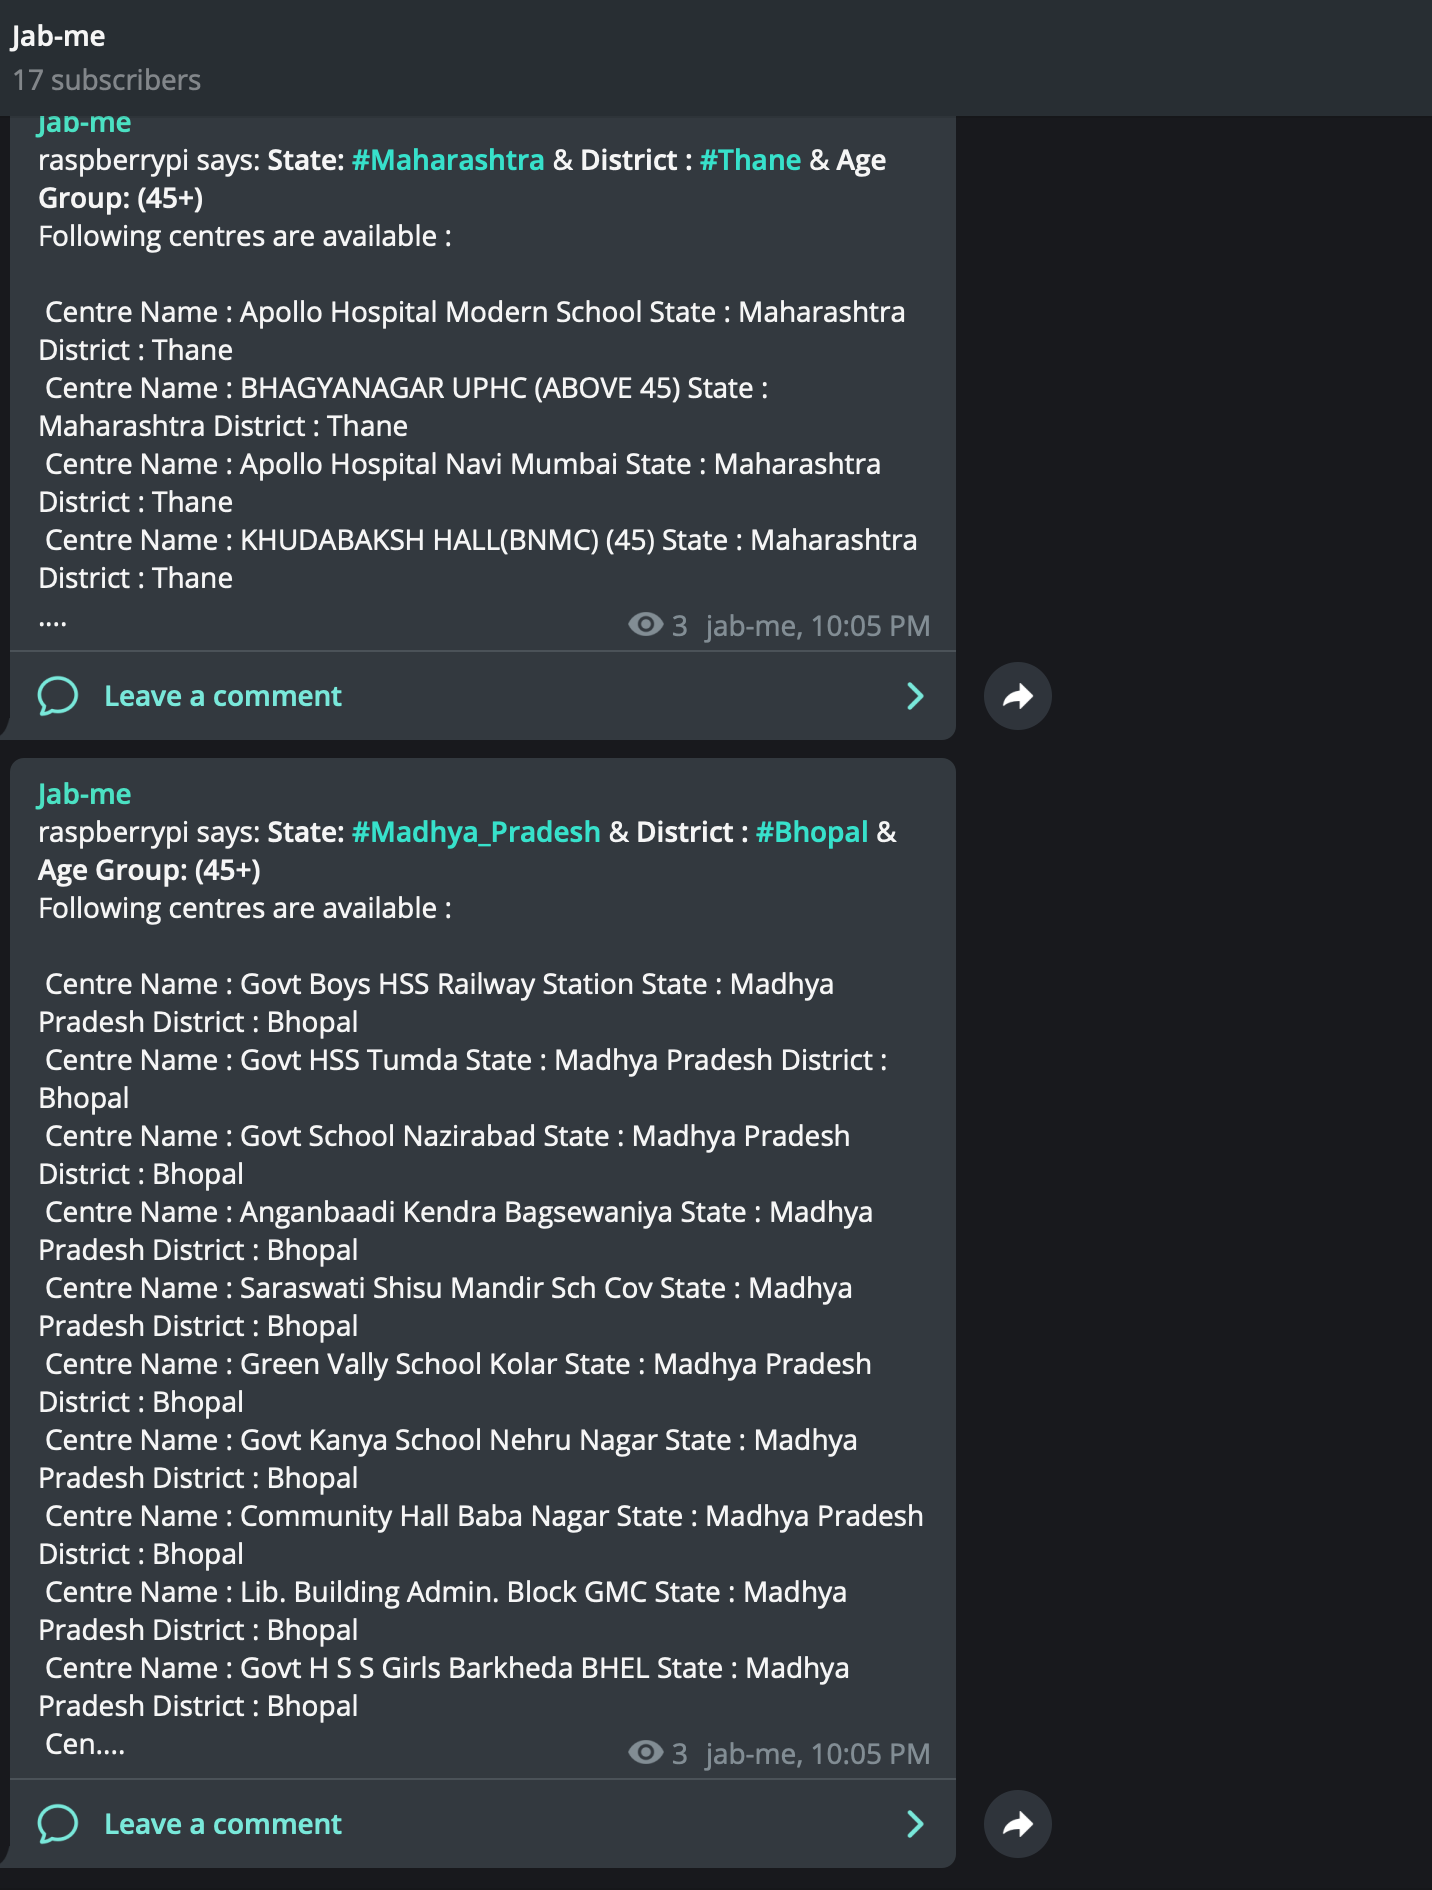 Jab-me
17 subscribers
Jab-me
raspberrypi says: State: #Maharashtra & District : #Thane & Age
Group: (45+)
Following centres are available :
Centre Name : Apollo Hospital Modern School State : Maharashtra
District : Thane
Centre Name : BHAGYANAGAR UPHC (ABOVE 45) State :
Maharashtra District : Thane
Centre Name : Apollo Hospital Navi Mumbai State : Maharashtra
District : Thane
Centre Name : KHUDABAKSH HALL(BNMC) (45) State : Maharashtra
District : Thane
....
3 jab-me, 10:05 PM
Leave a comment
Jab-me
raspberrypi says: State: #Madhya_Pradesh & District : #Bhopal &
Age Group: (45+)
Following centres are available :
Centre Name : Govt Boys HSS Railway Station State : Madhya
Pradesh District : Bhopal
Centre Name : Govt HSS Tumda State : Madhya Pradesh District :
Bhopal
Centre Name : Govt School Nazirabad State : Madhya Pradesh
District : Bhopal
Centre Name : Anganbaadi Kendra Bagsewaniya State : Madhya
Pradesh District : Bhopal
Centre Name : Saraswati Shisu Mandir Sch Cov State : Madhya
Pradesh District : Bhopal
Centre Name : Green Vally School Kolar State : Madhya Pradesh
District : Bhopal
Centre Name : Govt Kanya School Nehru Nagar State : Madhya
Pradesh District : Bhopal
Centre Name : Community Hall Baba Nagar State : Madhya Pradesh
District : Bhopal
Centre Name : Lib. Building Admin. Block GMC State : Madhya
Pradesh District : Bhopal
Centre Name : Govt H S S Girls Barkheda BHEL State : Madhya
Pradesh District : Bhopal
Cen....
3 jab-me, 10:05 PM
Leave a comment